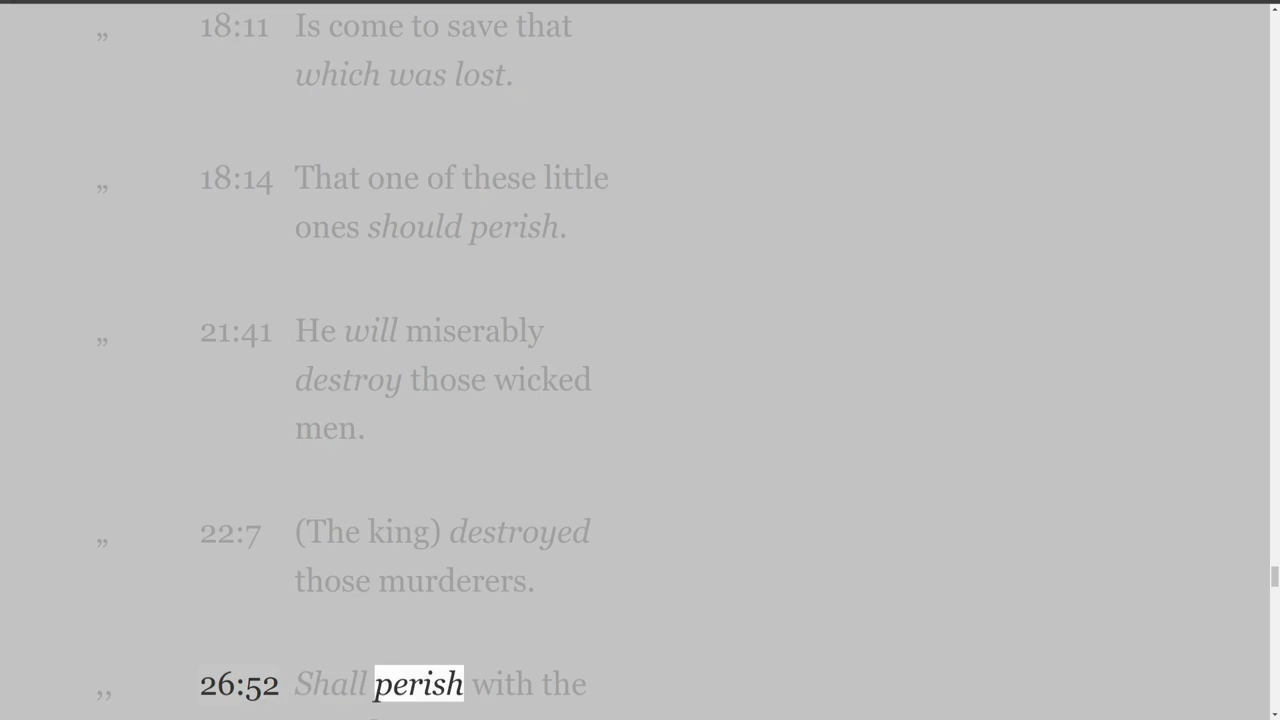 „ 18:11 Is come to save that
which was lost.
„ 18:14 That one of these little
ones should perish.
„ 21:41 He will miserably
destroy those wicked
men.
„ 22:7 (The king) destroyed
those murderers.
,, 26:52 Shall perish with the